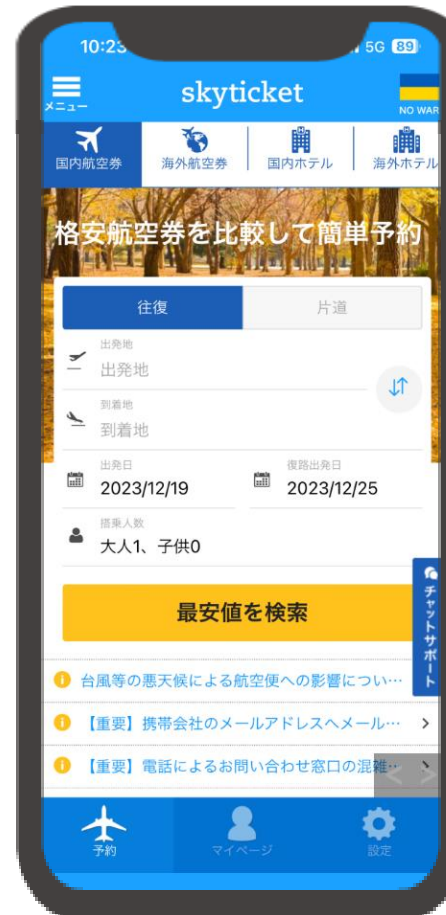 10:23
5G 89
skyticket
メニュー
NO WAR
国内航空券
海外航空券
国内ホテル
海外ホテル
格安航空券を比較して簡単予約
往復
片道
出発地
出発地
到着地
到着地
出発日
復路出発日
2023/12/19
2023/12/25
搭乗人数
大人1、子供0
最安値を検索
チャットサポート
台風等の悪天候による航空便への影響につい…
【重要】携帯会社のメールアドレスへメール…
【重要】電話によるお問い合わせ窓口の混雑…
予約
マイページ
設定